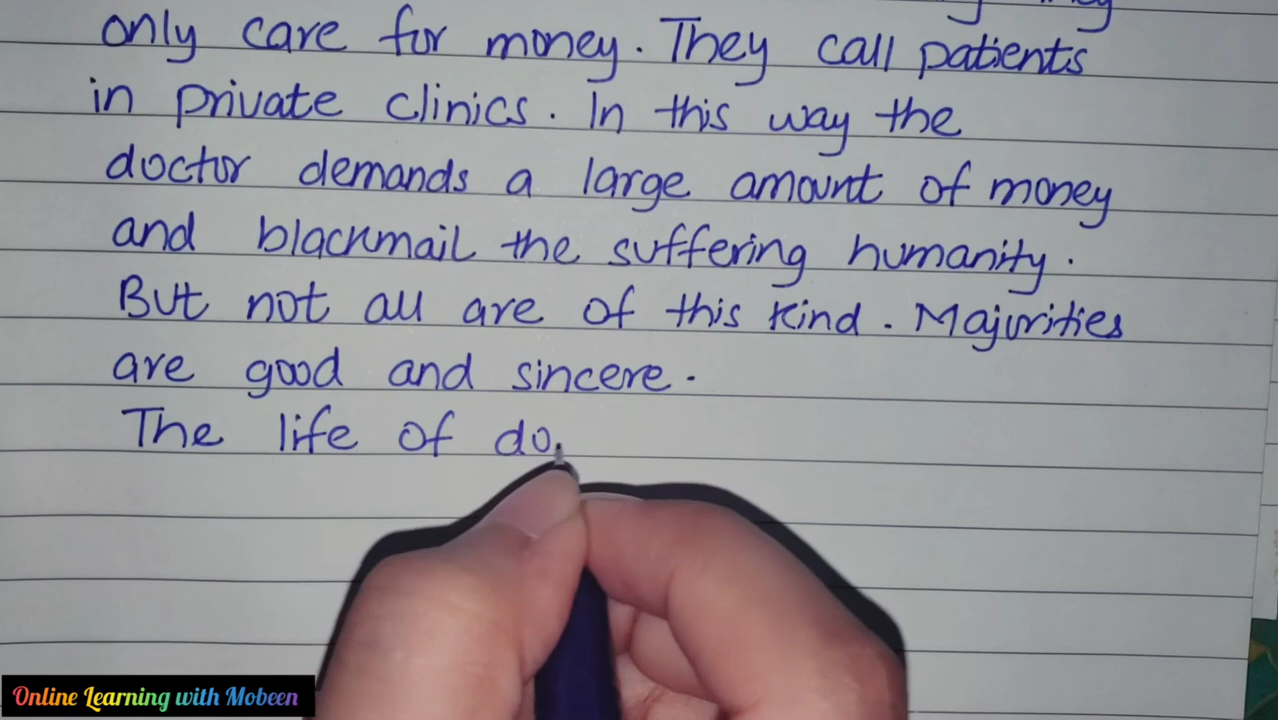 only care for money. They call patients
in private clinics. In this way the
doctor demands a large amount of money
and blackmail the suffering humanity.
But not all are of this kind. Majorities
are good and sincere.
The life of do
Online Learning with Mobeen